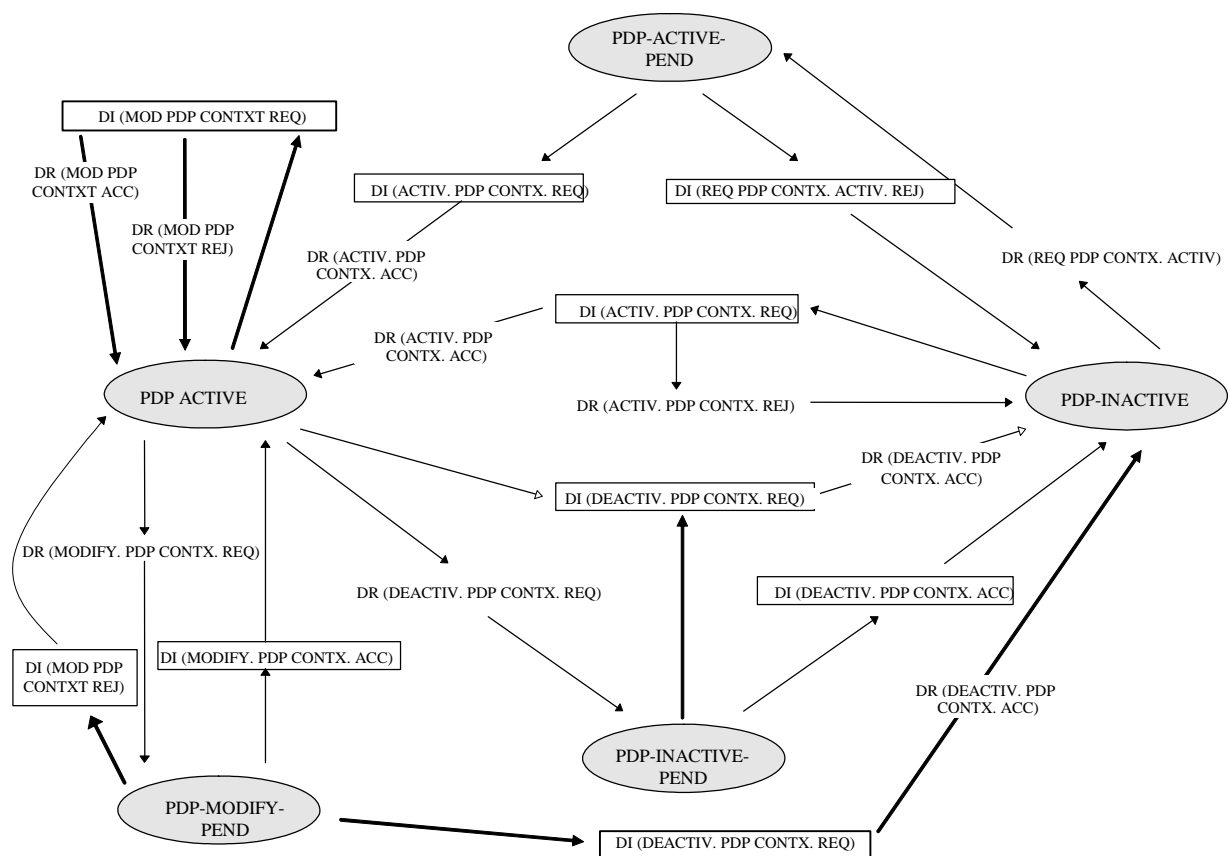 PDP-ACTIVE-
PEND
DI (MOD PDP CONTXT REQ)
DR (MOD PDP
CONTXT ACC)
DI (ACTIV. PDP CONTX. REQ)
DI (REQ PDP CONTX. ACTIV. REJ)
DR (MOD PDP
CONTXT REJ)
DR (ACTIV. PDP
CONTX. ACC)
DR (REQ PDP CONTX. ACTIV)
DI (ACTIV. PDP CONTX. REQ)
DR (ACTIV. PDP
CONTX. ACC)
PDP ACTIVE
DR (ACTIV. PDP CONTX. REJ)
PDP-INACTIVE
DR (DEACTIV. PDP
CONTX. ACC)
DI (DEACTIV. PDP CONTX. REQ)
DR (MODIFY. PDP CONTX. REQ)
DR (DEACTIV. PDP CONTX. REQ)
DI (DEACTIV. PDP CONTX. ACC)
DI (MOD PDP
CONTXT REJ)
DI (MODIFY. PDP CONTX. ACC)
DR (DEACTIV. PDP
CONTX. ACC)
PDP-INACTIVE-
PEND
PDP-MODIFY-
PEND
DI (DEACTIV. PDP CONTX. REQ)